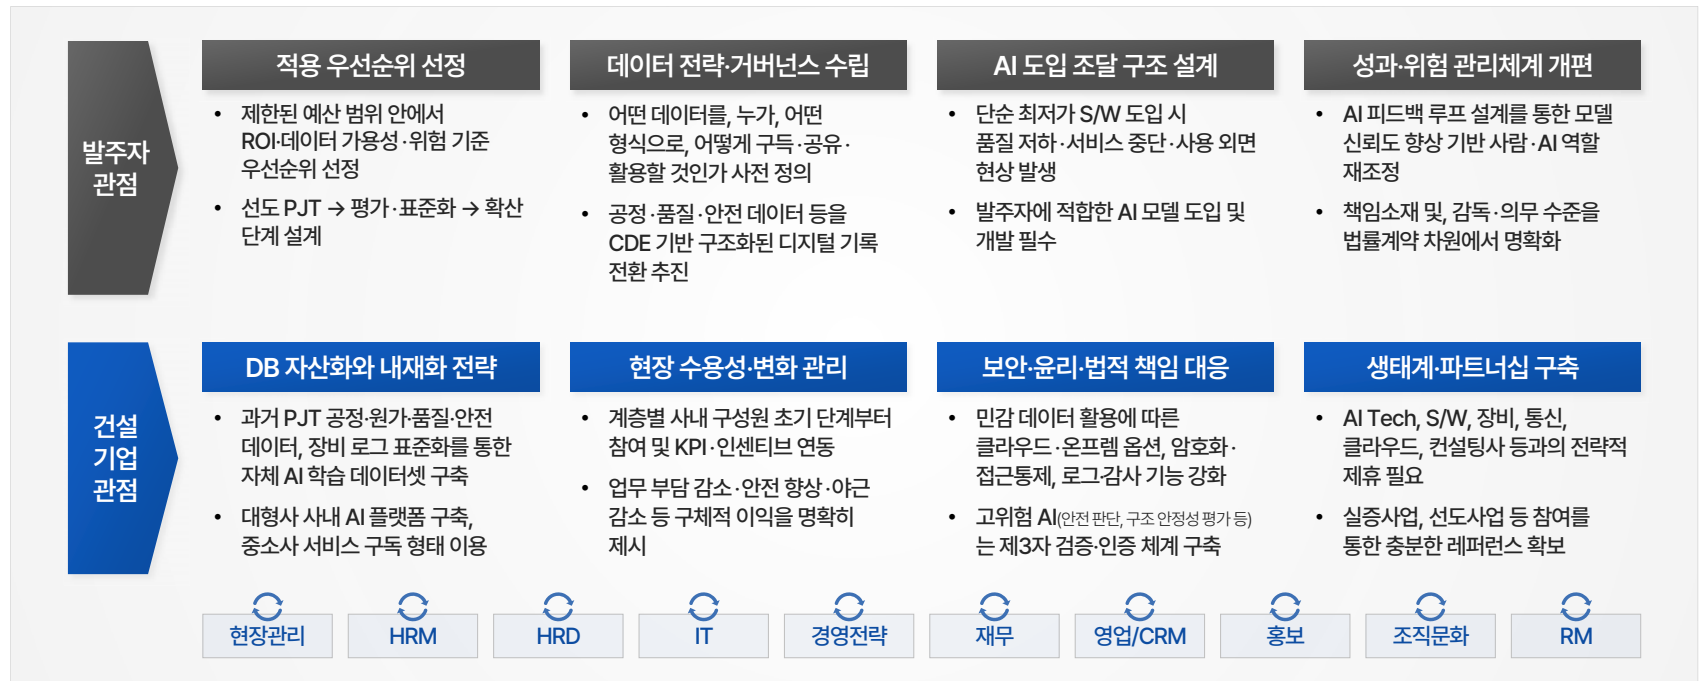 발주자
관점
적용 우선순위 선정
• 제한된 예산 범위 안에서
ROI·데이터 가용성·위험 기준
우선순위 선정
• 선도 PJT → 평가·표준화 → 확산
단계 설계
데이터 전략·거버넌스 수립
• 어떤 데이터를, 누가, 어떤
형식으로, 어떻게 구득·공유·
활용할 것인가 사전 정의
• 공정·품질·안전 데이터 등을
CDE 기반 구조화된 디지털 기록
전환 추진
AI 도입 조달 구조 설계
• 단순 최저가 S/W 도입 시
품질 저하·서비스 중단·사용 외면
현상 발생
• 발주자에 적합한 AI 모델 도입 및
개발 필수
성과·위험 관리체계 개편
• AI 피드백 루프 설계를 통한 모델
신뢰도 향상 기반 사람·AI 역할
재조정
• 책임소재 및, 감독·의무 수준을
법률계약 차원에서 명확화
건설
기업
관점
DB 자산화와 내재화 전략
• 과거 PJT 공정·원가·품질·안전
데이터, 장비 로그 표준화를 통한
자체 AI 학습 데이터셋 구축
• 대형사 사내 AI 플랫폼 구축,
중소사 서비스 구독 형태 이용
현장 수용성·변화 관리
• 계층별 사내 구성원 초기 단계부터
참여 및 KPI·인센티브 연동
• 업무 부담 감소·안전 향상·야근
감소 등 구체적 이익을 명확히
제시
보안·윤리·법적 책임 대응
• 민감 데이터 활용에 따른
클라우드·온프렘 옵션, 암호화·
접근통제, 로그·감사 기능 강화
• 고위험 AI(안전 판단, 구조 안정성 평가 등)
는 제3자 검증·인증 체계 구축
생태계·파트너십 구축
• AI Tech, S/W, 장비, 통신,
클라우드, 컨설팅사 등과의 전략적
제휴 필요
• 실증사업, 선도사업 등 참여를
통한 충분한 레퍼런스 확보
현장관리
HRM
HRD
IT
경영전략
재무
영업/CRM
홍보
조직문화
RM